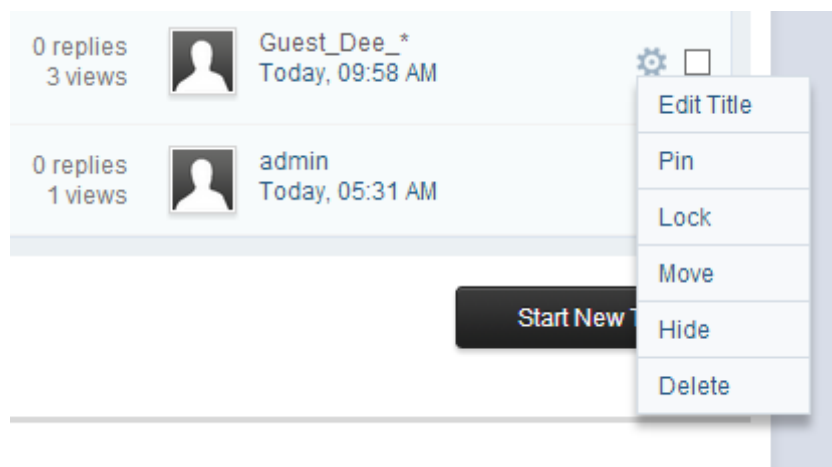 0 replies
3 views
Guest_Dee_*
Today, 09:58 AM
Edit Title
Pin
Lock
Move
Hide
Delete
0 replies
1 views
admin
Today, 05:31 AM
Start New